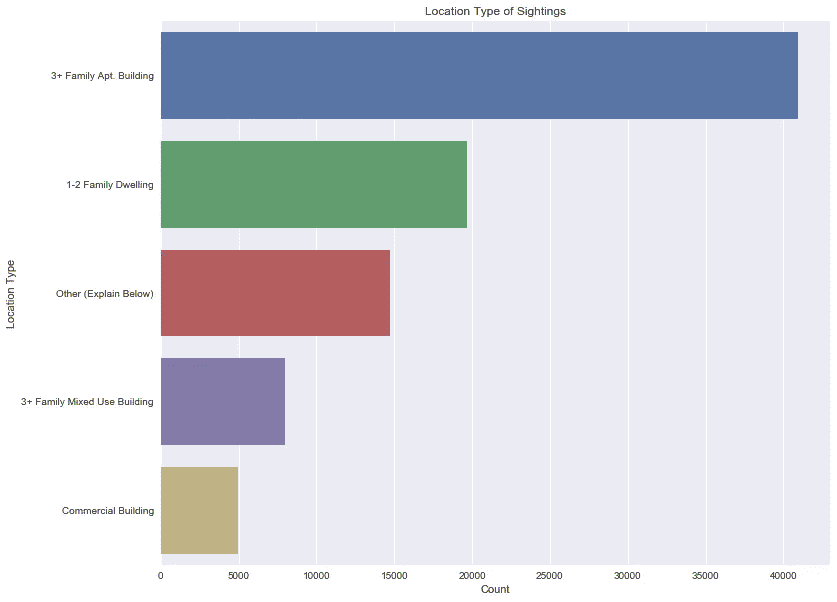 Location Type of Sightings
3+ Family Apt. Building
1-2 Family Dwelling
Other (Explain Below)
3+ Family Mixed Use Building
Commercial Building
Location Type
0 5000 10000 15000 20000 25000 30000 35000 40000
Count